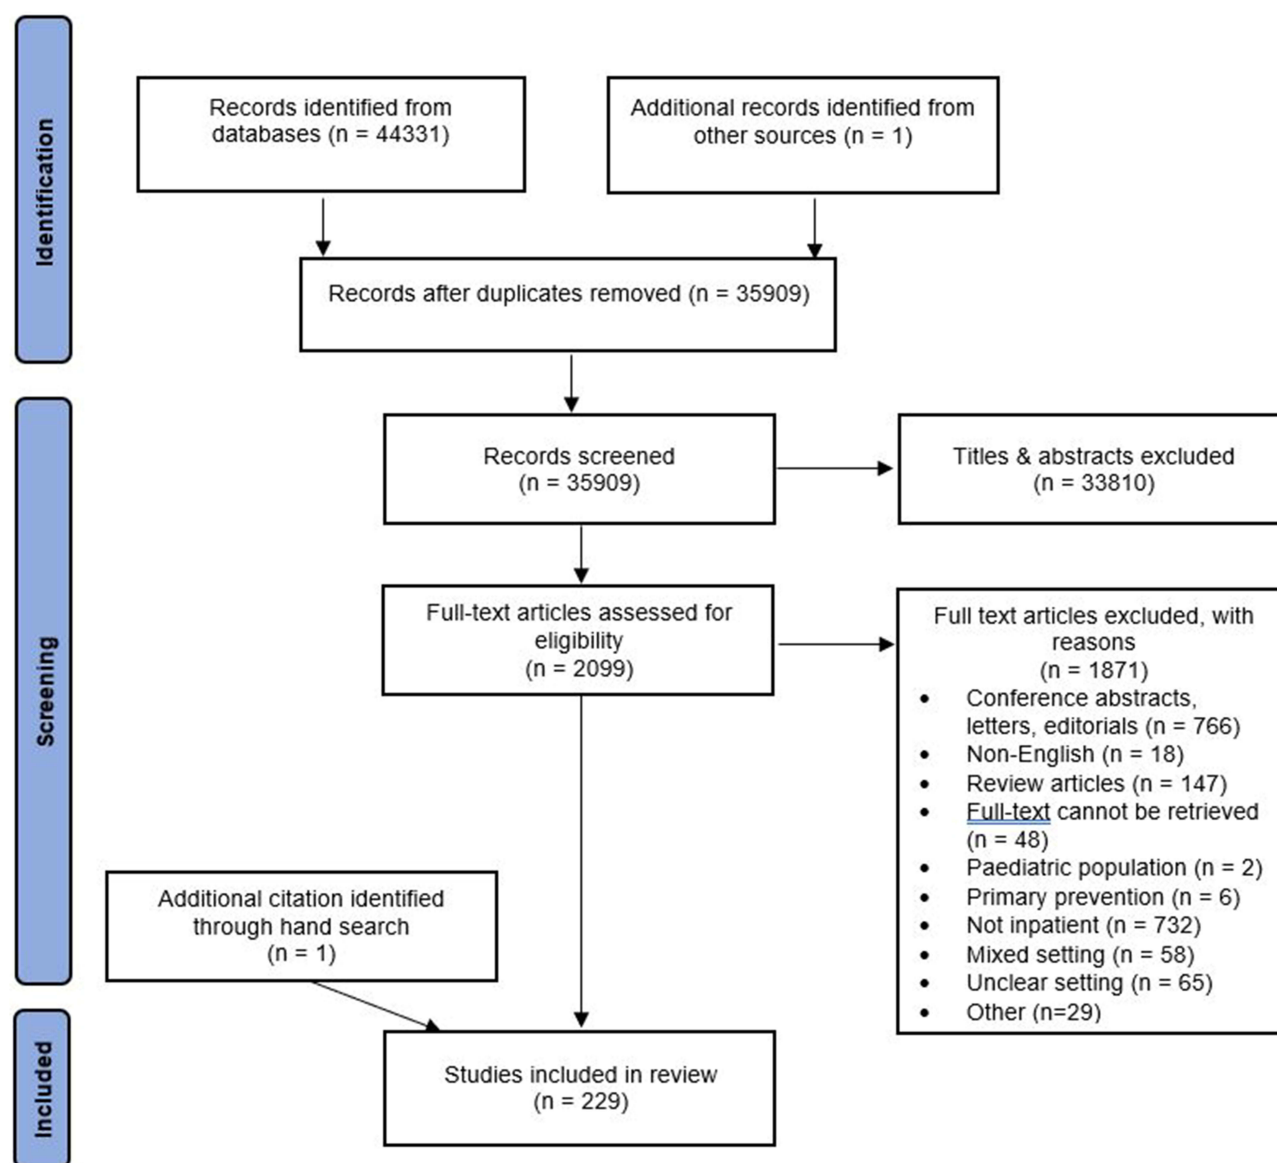 Identification
Records identified from
databases (n = 44331)
Additional records identified from
other sources (n = 1)
Records after duplicates removed (n = 35909)
Screening
Records screened
(n = 35909)
Titles & abstracts excluded
(n = 33810)
Full-text articles assessed for
eligibility
(n = 2099)
Full text articles excluded, with
reasons
(n = 1871)
• Conference abstracts,
letters, editorials (n = 766)
• Non-English (n = 18)
• Review articles (n = 147)
• Full-text cannot be retrieved
(n = 48)
• Paediatric population (n = 2)
• Primary prevention (n = 6)
• Not inpatient (n = 732)
• Mixed setting (n = 58)
• Unclear setting (n = 65)
• Other (n=29)
Additional citation identified
through hand search
(n = 1)
Included
Studies included in review
(n = 229)